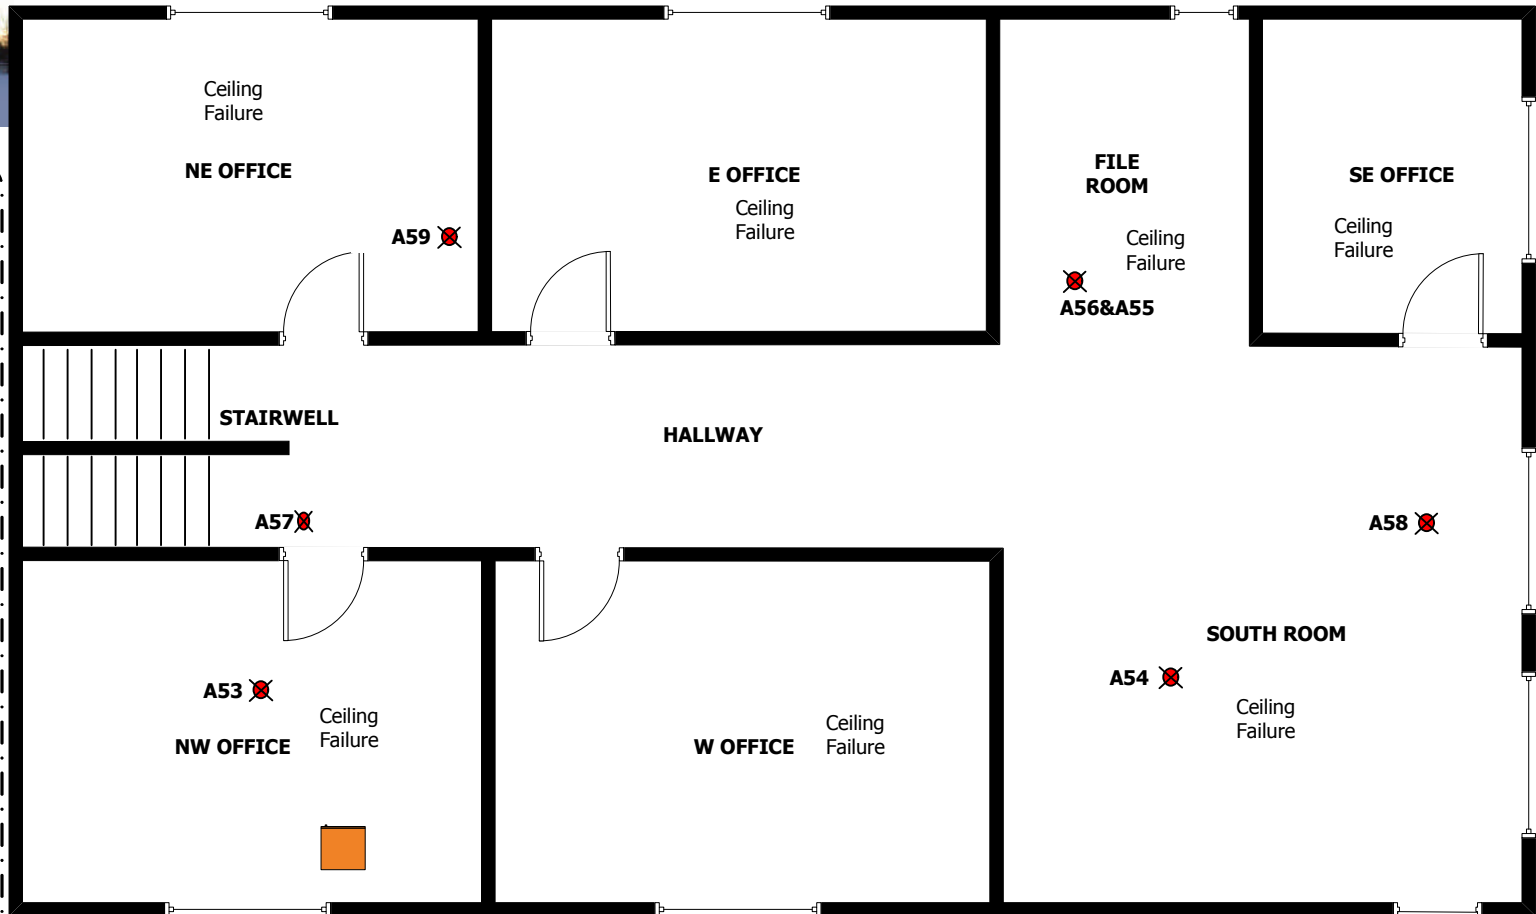 Ceiling
Failure
NE OFFICE
A59
E OFFICE
Ceiling
Failure
FILE
ROOM
Ceiling
Failure
A56&A55
SE OFFICE
Ceiling
Failure
STAIRWELL
HALLWAY
A57
A58
SOUTH ROOM
A54
Ceiling
Failure
A53
Ceiling
Failure
NW OFFICE
W OFFICE
Ceiling
Failure